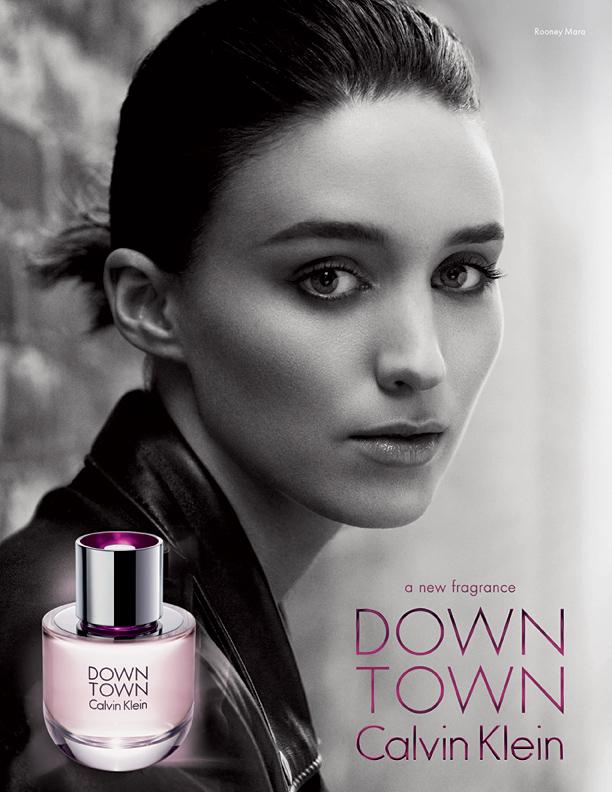 Rooney Mara
a new fragrance
DOWN
TOWN
Calvin Klein
DOWN
TOWN
Calvin Klein